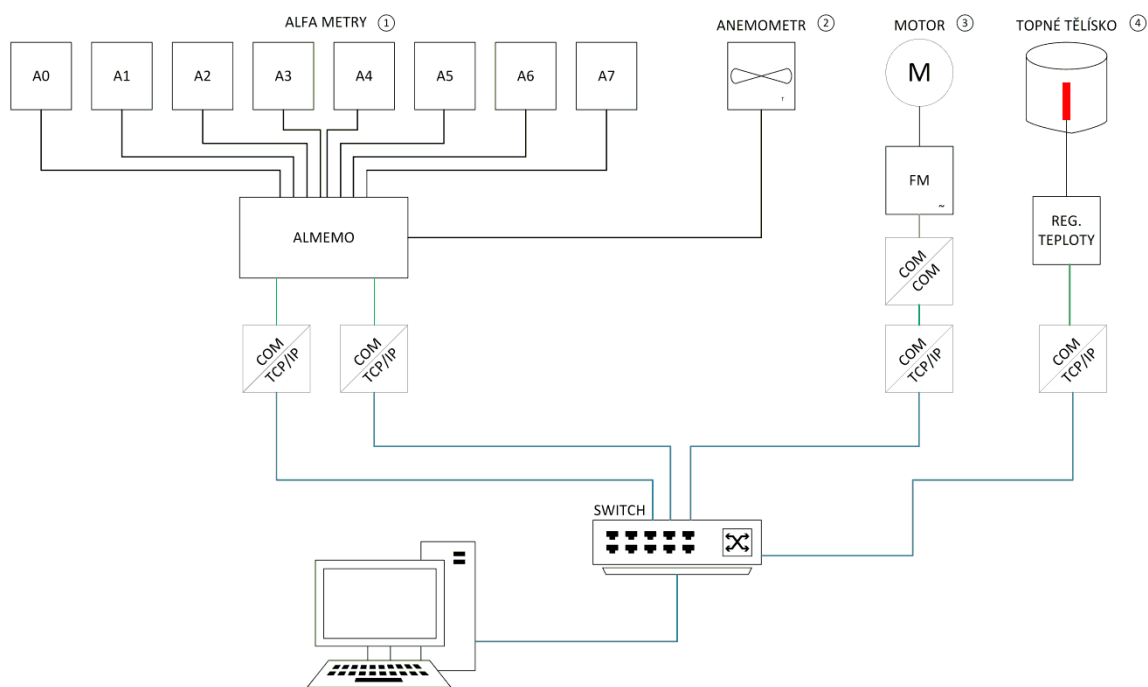 ALFA METRY 1
ANEMOMETR 2
MOTOR 3
TOPNÉ TĚLÍSKO 4
A0
A1
A2
A3
A4
A5
A6
A7
M
FM
~
ALMEMO
REG.
TEPLOTY
COM
COM
COM
TCP/IP
COM
TCP/IP
COM
TCP/IP
COM
TCP/IP
SWITCH